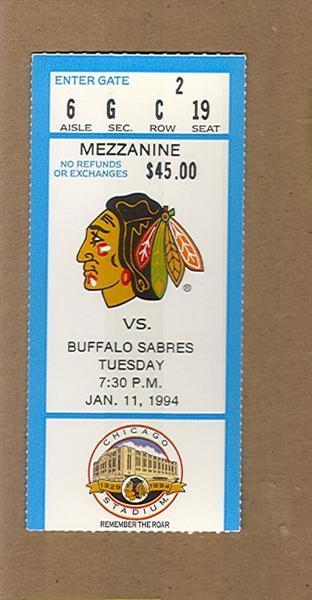 ENTER GATE 2
6 G C 19
AISLE SEC. ROW SEAT
MEZZANINE
NO REFUNDS
OR EXCHANGES $45.00
®
VS.
BUFFALO SABRES
TUESDAY
7:30 P.M.
JAN. 11, 1994
CHICAGO
1929 1994
STADIUM
REMEMBER THE ROAR